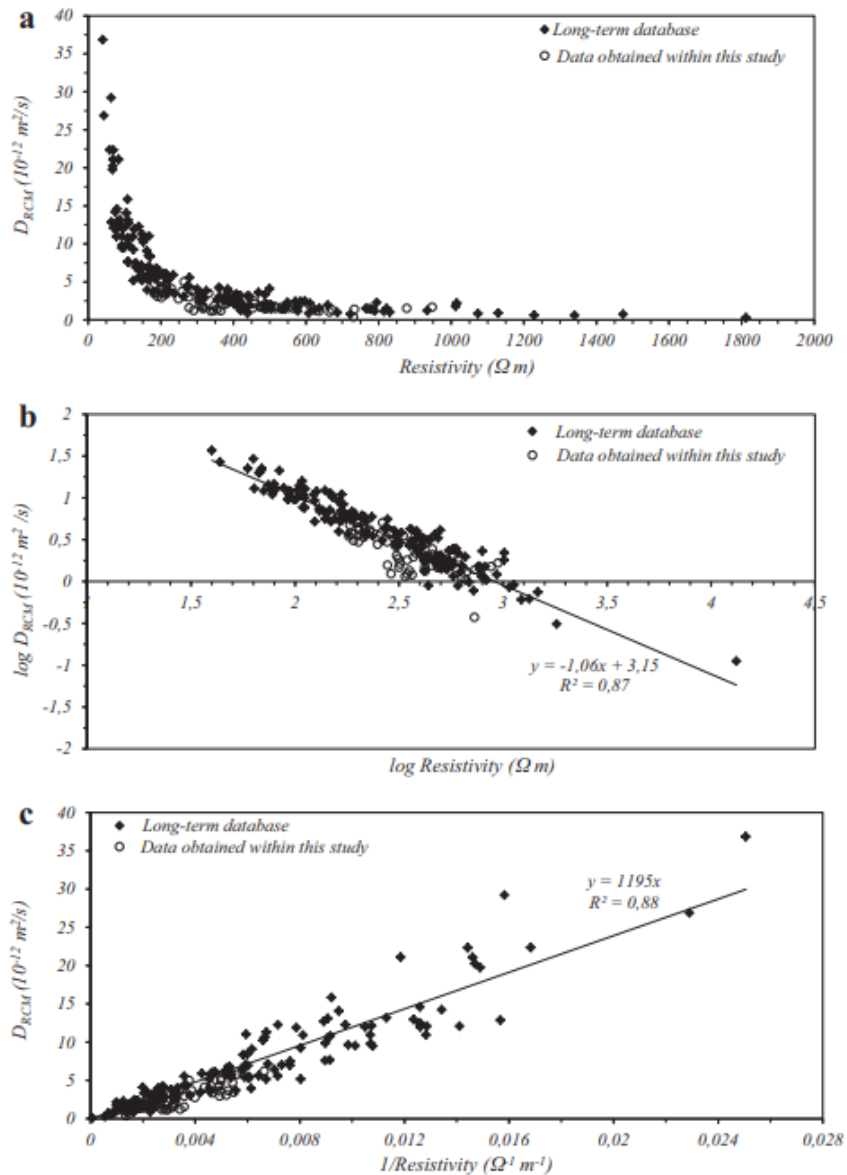 a
40
35
30
25
20
15
10
5
0
D_RCM (10⁻¹² m²/s)
◆ Long-term database
○ Data obtained within this study
0 200 400 600 800 1000 1200 1400 1600 1800 2000
Resistivity (Ω m)
b
2
1,5
1
0,5
0
-0,5
-1
-1,5
-2
log D_RCM (10⁻¹² m²/s)
◆ Long-term database
○ Data obtained within this study
1 1,5 2 2,5 3 3,5 4 4,5
y = -1,06x + 3,15
R² = 0,87
log Resistivity (Ω m)
c
40
35
30
25
20
15
10
5
0
D_RCM (10⁻¹² m²/s)
◆ Long-term database
○ Data obtained within this study
y = 1195x
R² = 0,88
0 0,004 0,008 0,012 0,016 0,02 0,024 0,028
1/Resistivity (Ω⁻¹ m⁻¹)